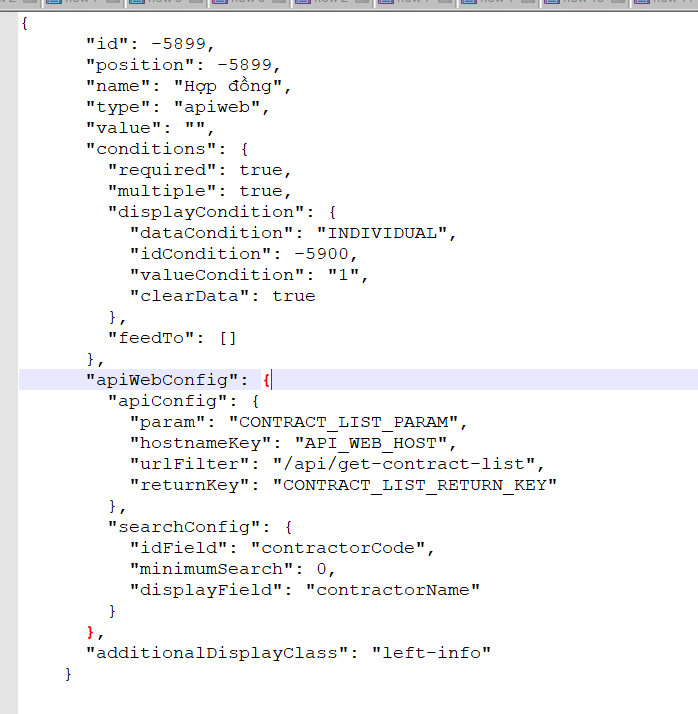 {
"id": -5899,
"position": -5899,
"name": "Hợp đồng",
"type": "apiweb",
"value": "",
"conditions": {
"required": true,
"multiple": true,
"displayCondition": {
"dataCondition": "INDIVIDUAL",
"idCondition": -5900,
"valueCondition": "1",
"clearData": true
},
"feedTo": []
},
"apiWebConfig": {
"apiConfig": {
"param": "CONTRACT_LIST_PARAM",
"hostnameKey": "API_WEB_HOST",
"urlFilter": "/api/get-contract-list",
"returnKey": "CONTRACT_LIST_RETURN_KEY"
},
"searchConfig": {
"idField": "contractorCode",
"minimumSearch": 0,
"displayField": "contractorName"
}
},
"additionalDisplayClass": "left-info"
}